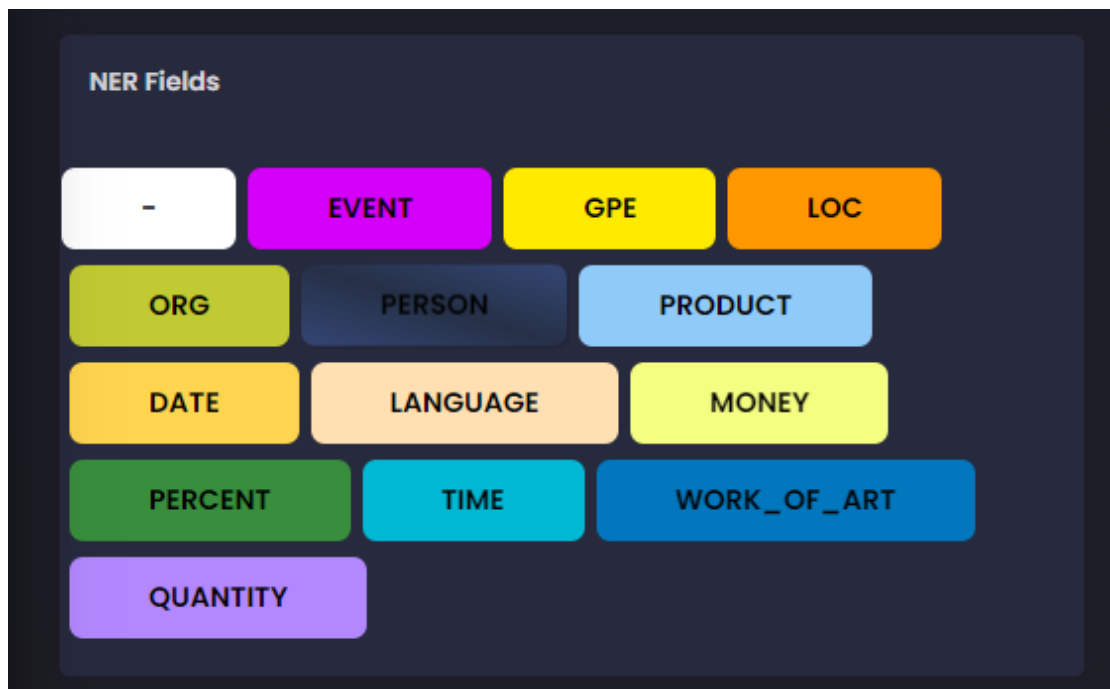 NER Fields
- EVENT GPE LOC
ORG PERSON PRODUCT
DATE LANGUAGE MONEY
PERCENT TIME WORK_OF_ART
QUANTITY